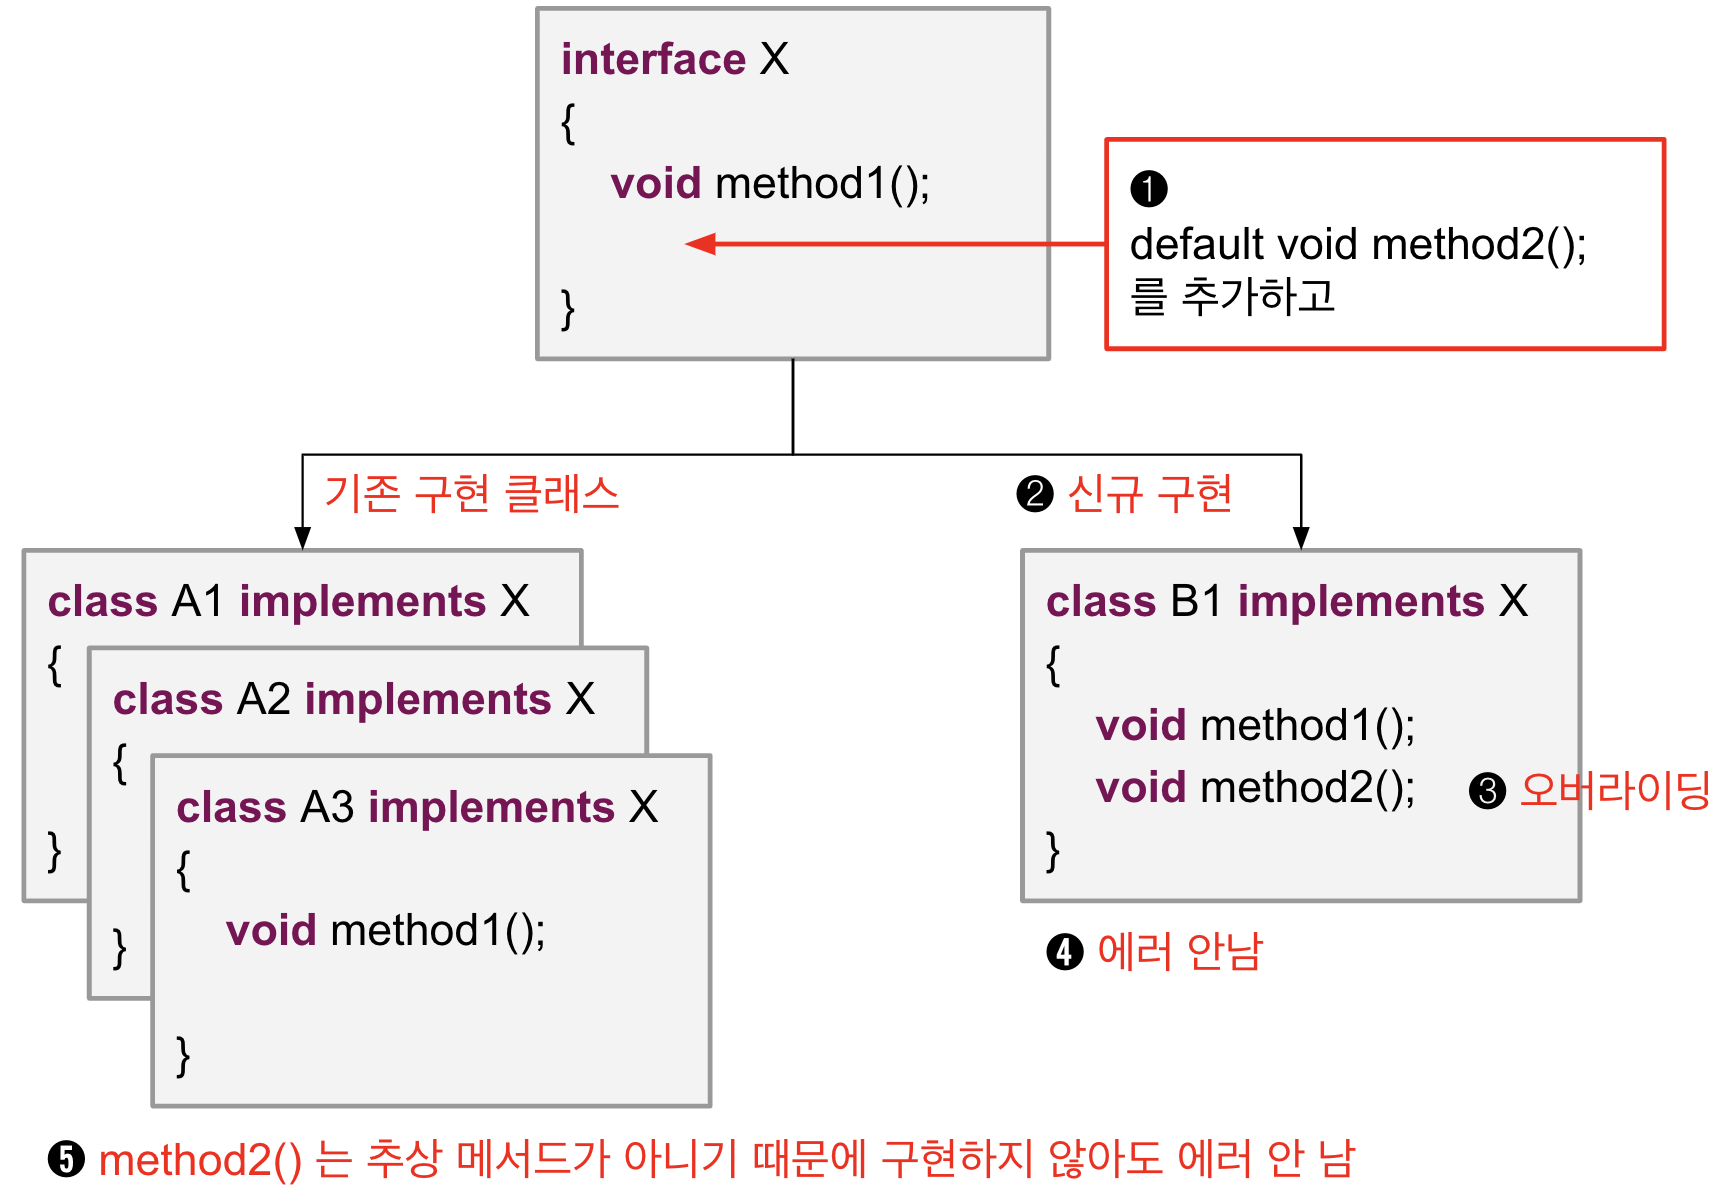 interface X
{
void method1();
}
❶
default void method2();
를 추가하고
기존 구현 클래스
❷ 신규 구현
class A1 implements X
{
}
class A2 implements X
{
}
class A3 implements X
{
void method1();
}
class B1 implements X
{
void method1();
void method2();
}
❸ 오버라이딩
❹ 에러 안남
❺ method2() 는 추상 메서드가 아니기 때문에 구현하지 않아도 에러 안 남